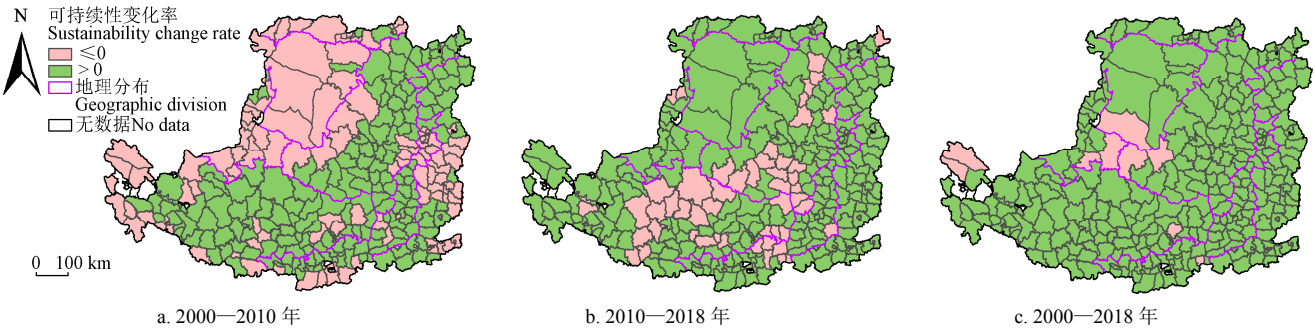 N
可持续性变化率
Sustainability change rate
≤0
>0
地理分布
Geographic division
无数据No data
0 100 km
a. 2000—2010 年
b. 2010—2018 年
c. 2000—2018 年